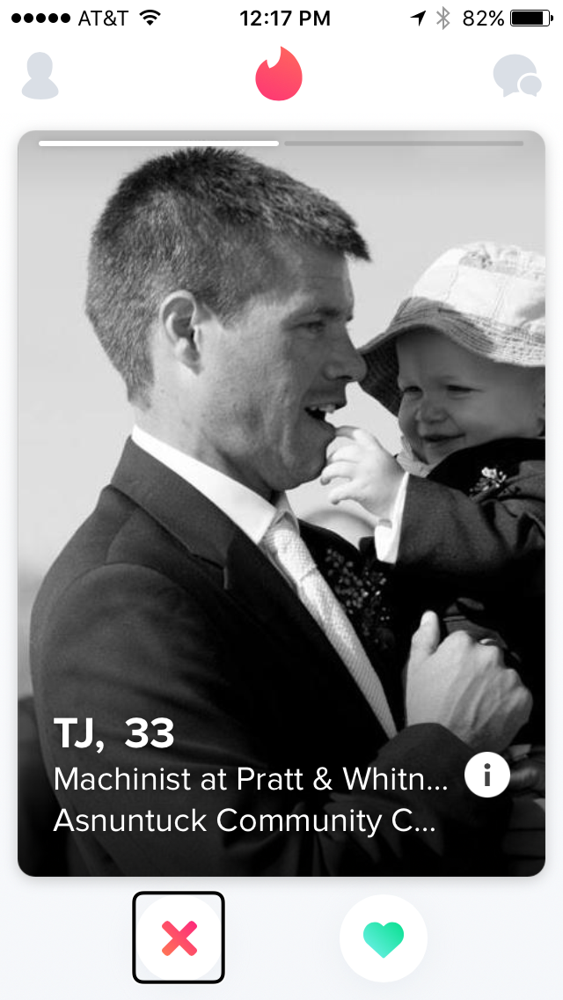 AT&T 12:17 PM 82%
TJ, 33
Machinist at Pratt & Whitn...
Asnuntuck Community C...